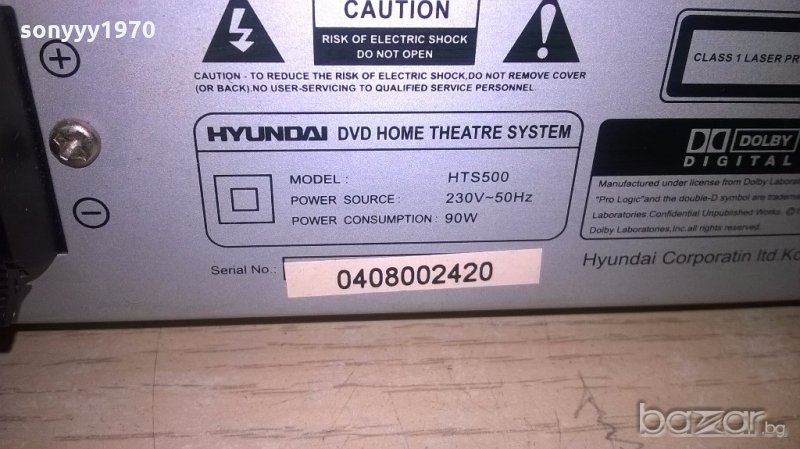 sonyyy1970
CAUTION
RISK OF ELECTRIC SHOCK
DO NOT OPEN
CAUTION - TO REDUCE THE RISK OF ELECTRIC SHOCK,DO NOT REMOVE COVER
(OR BACK).NO USER-SERVICING TO QUALIFIED SERVICE PERSONNEL
CLASS 1 LASER PR
HYUNDAI DVD HOME THEATRE SYSTEM
MODEL : HTS500
POWER SOURCE : 230V~50Hz
POWER CONSUMPTION : 90W
DOLBY
DIGITAL
Manufactured under license from Dolby Laborato
"Pro Logic"and the double-D symbol are tradema
Laboratories.Confidential Unpublished Works. ©
Dolby Laboratories,Inc.all rights reserved.
Serial No.: 0408002420
Hyundai Corporatin ltd.Ko
bazar.bg